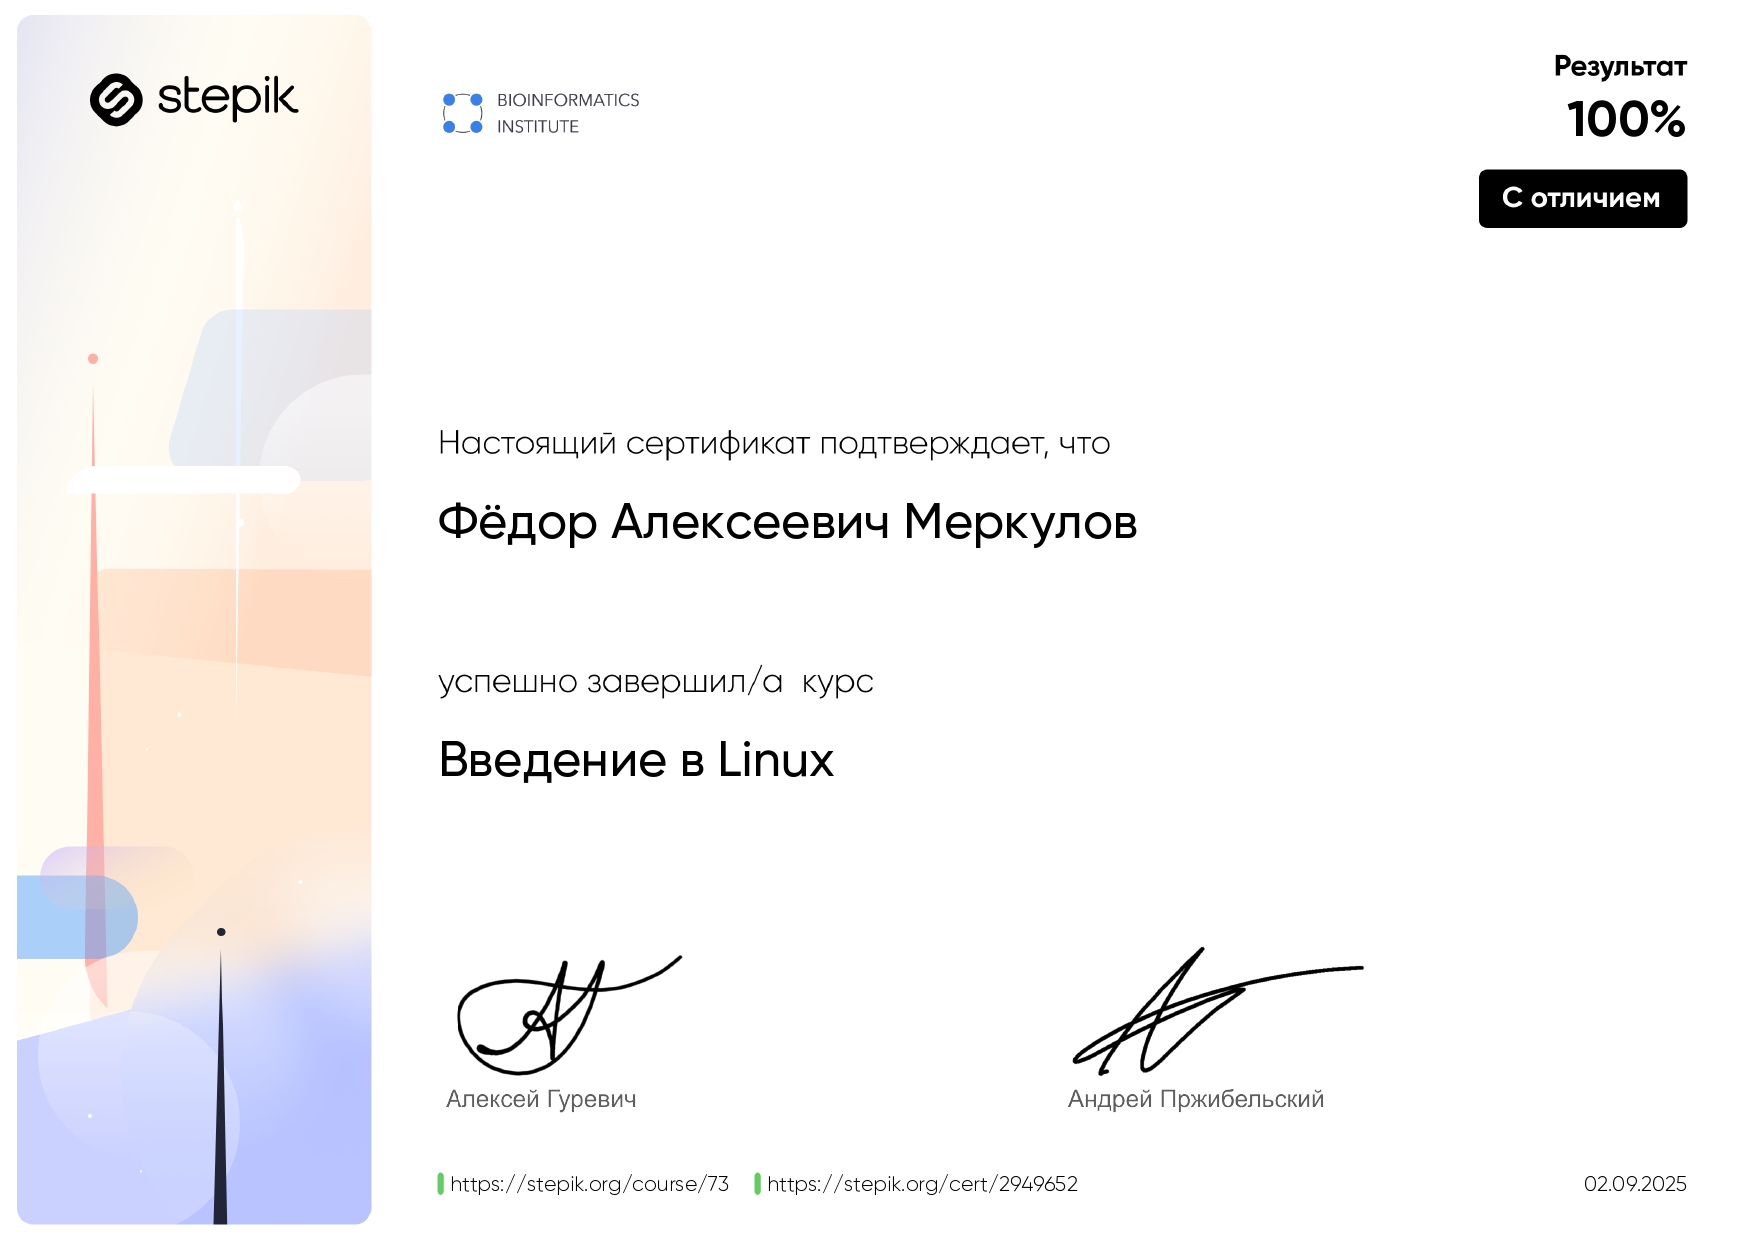 stepik
BIOINFORMATICS
INSTITUTE
Результат
100%
С отличием
Настоящий сертификат подтверждает, что
Фёдор Алексеевич Меркулов
успешно завершил/а курс
Введение в Linux
Алексей Гуревич
Андрей Пржибельский
https://stepik.org/course/73
https://stepik.org/cert/2949652
02.09.2025